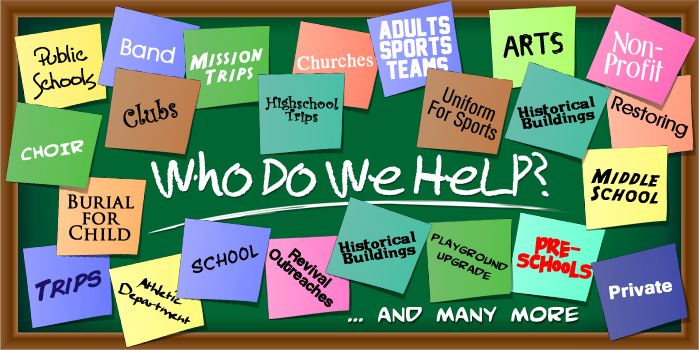 Public
Schools
Band
Mission
Trips
Churches
ADULTS
SPORTS
TEAMS
ARTS
Non-
Profit
Clubs
Highschool
Trips
Uniform
For Sports
Historical
Buildings
Restoring
CHOIR
Who Do We HeLP?
MIDDLE
SCHOOL
BURIAL
FOR
CHILD
TRIPS
Athletic
Department
SCHOOL
Revival
Outreaches
Historical
Buildings
PLAYGROUND
UPGRADE
PRE-
SCHOOLS
Private
... AND MANY MORE